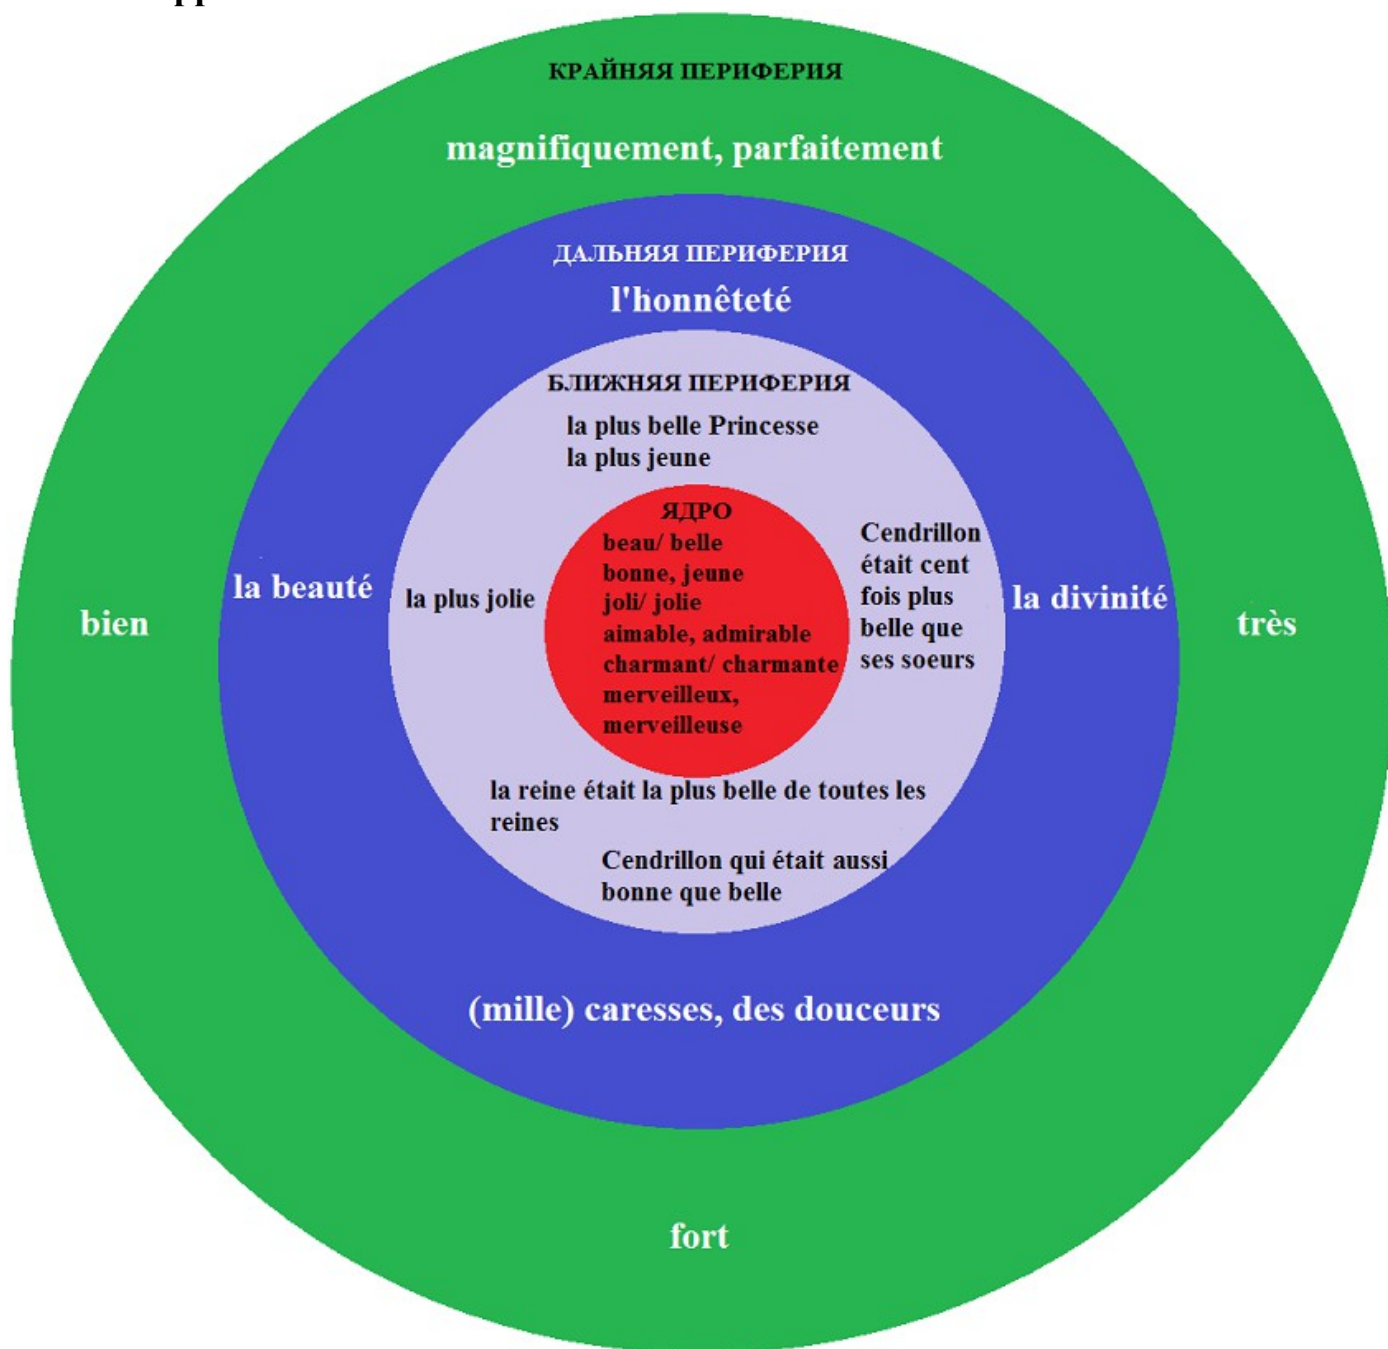 КРАЙНЯЯ ПЕРИФЕРИЯ
magnifiquement, parfaitement
ДАЛЬНЯЯ ПЕРИФЕРИЯ
l'honnêteté
БЛИЖНЯЯ ПЕРИФЕРИЯ
la plus belle Princesse
la plus jeune
ЯДРО
beau/ belle
bonne, jeune
joli/ jolie
aimable, admirable
charmant/ charmante
merveilleux,
merveilleuse
Cendrillon
était cent
fois plus
belle que
ses soeurs
la plus jolie
la beauté
la divinité
bien
très
la reine était la plus belle de toutes les
reines
Cendrillon qui était aussi
bonne que belle
(mille) caresses, des douceurs
fort